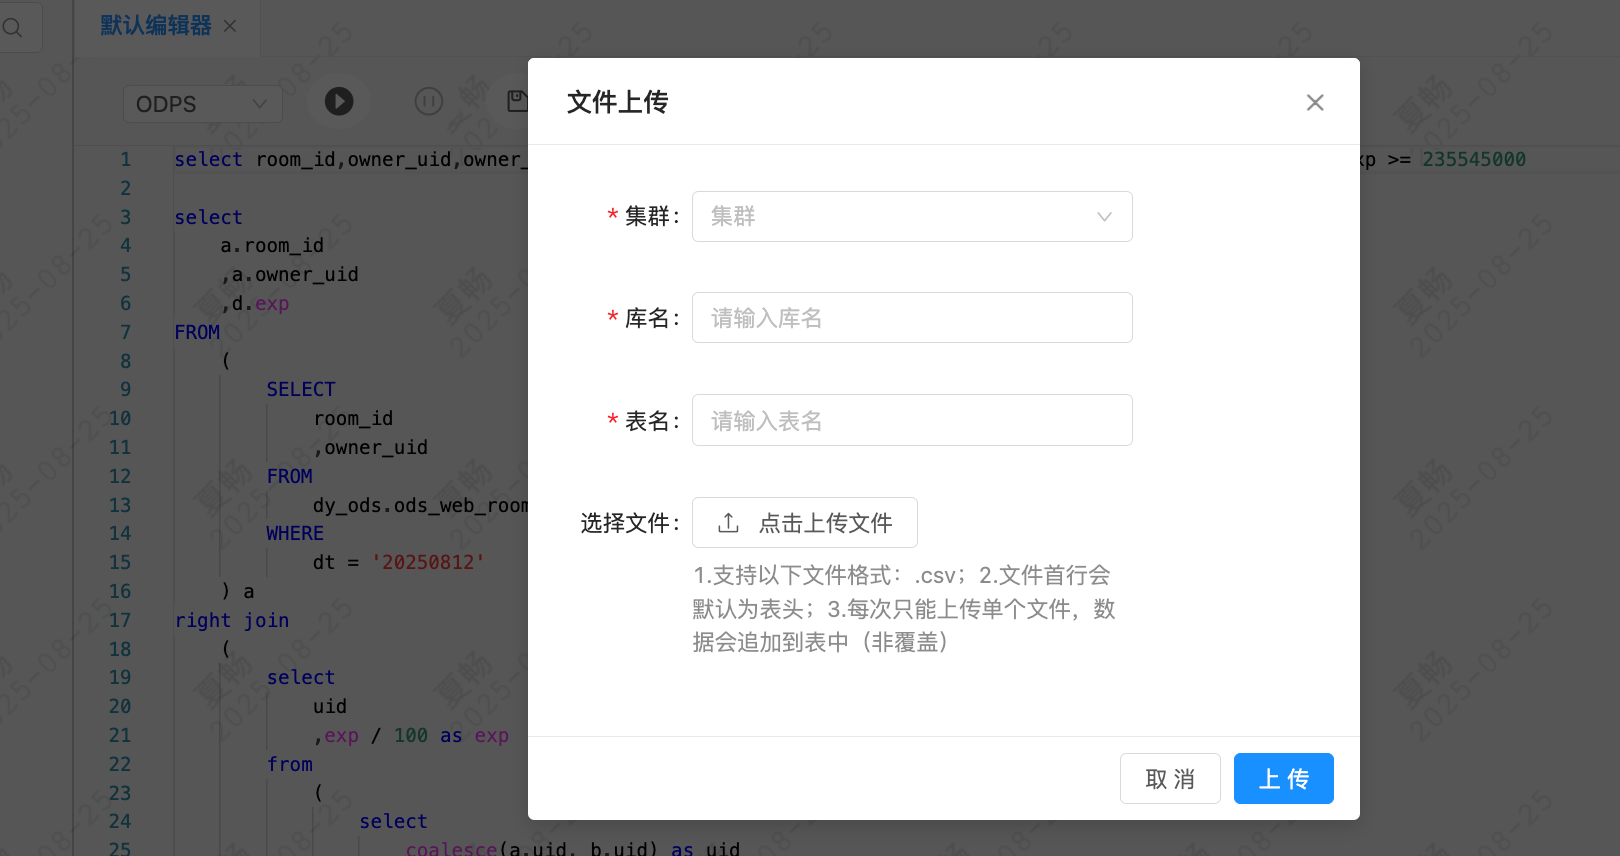 默认编辑器
ODPS
1 select room_id,owner_uid,owner_ xp >= 235545000
2
3 select
4 a.room_id
5 ,a.owner_uid
6 ,d.exp
7 FROM
8 (
9 SELECT
10 room_id
11 ,owner_uid
12 FROM
13 dy_ods.ods_web_room
14 WHERE
15 dt = '20250812'
16 ) a
17 right join
18 (
19 select
20 uid
21 ,exp / 100 as exp
22 from
23 (
24 select
25 coalesce(a.uid, b.uid) as uid
文件上传
* 集群:
集群
* 库名:
请输入库名
* 表名:
请输入表名
选择文件:
点击上传文件
1.支持以下文件格式：.csv；2.文件首行会
默认为表头；3.每次只能上传单个文件，数
据会追加到表中（非覆盖）
取 消
上 传
夏畅
2025-08-25